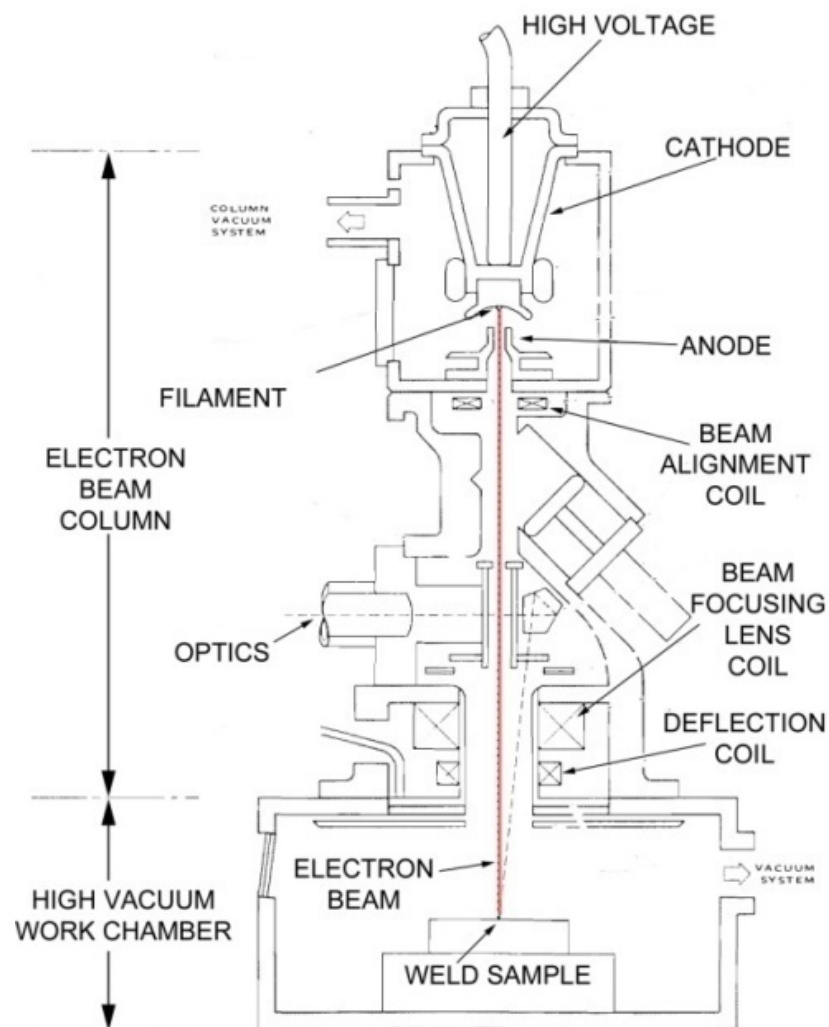 HIGH VOLTAGE
CATHODE
COLUMN
VACUUM
SYSTEM
ANODE
FILAMENT
BEAM
ALIGNMENT
COIL
ELECTRON
BEAM
COLUMN
BEAM
FOCUSING
LENS
COIL
OPTICS
DEFLECTION
COIL
ELECTRON
BEAM
VACUUM
SYSTEM
HIGH VACUUM
WORK CHAMBER
WELD SAMPLE